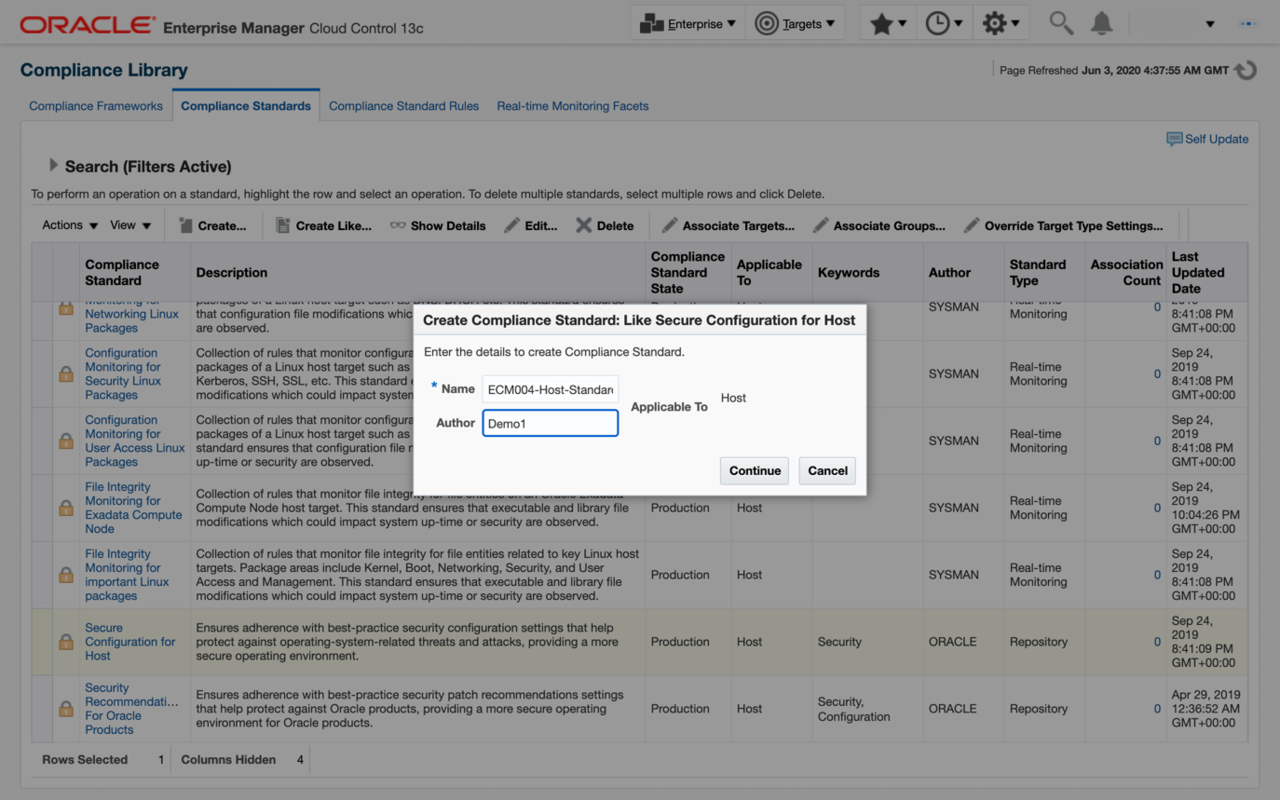 ORACLE Enterprise Manager Cloud Control 13c
Enterprise
Targets
Compliance Library
Page Refreshed Jun 3, 2020 4:37:55 AM GMT
Compliance Frameworks
Compliance Standards
Compliance Standard Rules
Real-time Monitoring Facets
Self Update
Search (Filters Active)
To perform an operation on a standard, highlight the row and select an operation. To delete multiple standards, select multiple rows and click Delete.
Actions
View
Create...
Create Like...
Show Details
Edit...
Delete
Associate Targets...
Associate Groups...
Override Target Type Settings...
Compliance
Standard
Description
Compliance
Standard
State
Applicable
To
Keywords
Author
Standard
Type
Association
Count
Last
Updated
Date
Monitoring for
Networking Linux
Packages
that configuration file modifications
are observed.
SYSMAN
Real-time
Monitoring
0
2019
8:41:08 PM
GMT+00:00
Configuration
Monitoring for
Security Linux
Packages
Collection of rules that monitor
packages of a Linux host target such as
Kerberos, SSH, SSL, etc. This standard
modifications which could impact system
SYSMAN
Real-time
Monitoring
0
Sep 24,
2019
8:41:08 PM
GMT+00:00
Configuration
Monitoring for
User Access Linux
Packages
Collection of rules that monitor
packages of a Linux host target such as
standard ensures that configuration file
up-time or security are observed.
SYSMAN
Real-time
Monitoring
0
Sep 24,
2019
8:41:08 PM
GMT+00:00
File Integrity
Monitoring for
Exadata Compute
Node
Collection of rules that monitor file integrity for file entities on an Oracle Exadata
Compute Node host target. This standard ensures that executable and library file
modifications which could impact system up-time or security are observed.
Production
Host
SYSMAN
Real-time
Monitoring
0
Sep 24,
2019
10:04:26 PM
GMT+00:00
File Integrity
Monitoring for
important Linux
packages
Collection of rules that monitor file integrity for file entities related to key Linux host
targets. Package areas include Kernel, Boot, Networking, Security, and User
Access and Management. This standard ensures that executable and library file
modifications which could impact system up-time or security are observed.
Production
Host
SYSMAN
Real-time
Monitoring
0
Sep 24,
2019
8:41:08 PM
GMT+00:00
Secure
Configuration for
Host
Ensures adherence with best-practice security configuration settings that help
protect against operating-system-related threats and attacks, providing a more
secure operating environment.
Production
Host
Security
ORACLE
Repository
0
Sep 24,
2019
8:41:09 PM
GMT+00:00
Security
Recommendati...
For Oracle
Products
Ensures adherence with best-practice security patch recommendations settings
that help protect against Oracle products, providing a more secure operating
environment for Oracle products.
Production
Host
Security,
Configuration
ORACLE
Repository
0
Apr 29, 2019
12:36:52 AM
GMT+00:00
Rows Selected 1
Columns Hidden 4
Create Compliance Standard: Like Secure Configuration for Host
Enter the details to create Compliance Standard.
* Name ECM004-Host-Standar
Author Demo1
Applicable To Host
Continue
Cancel